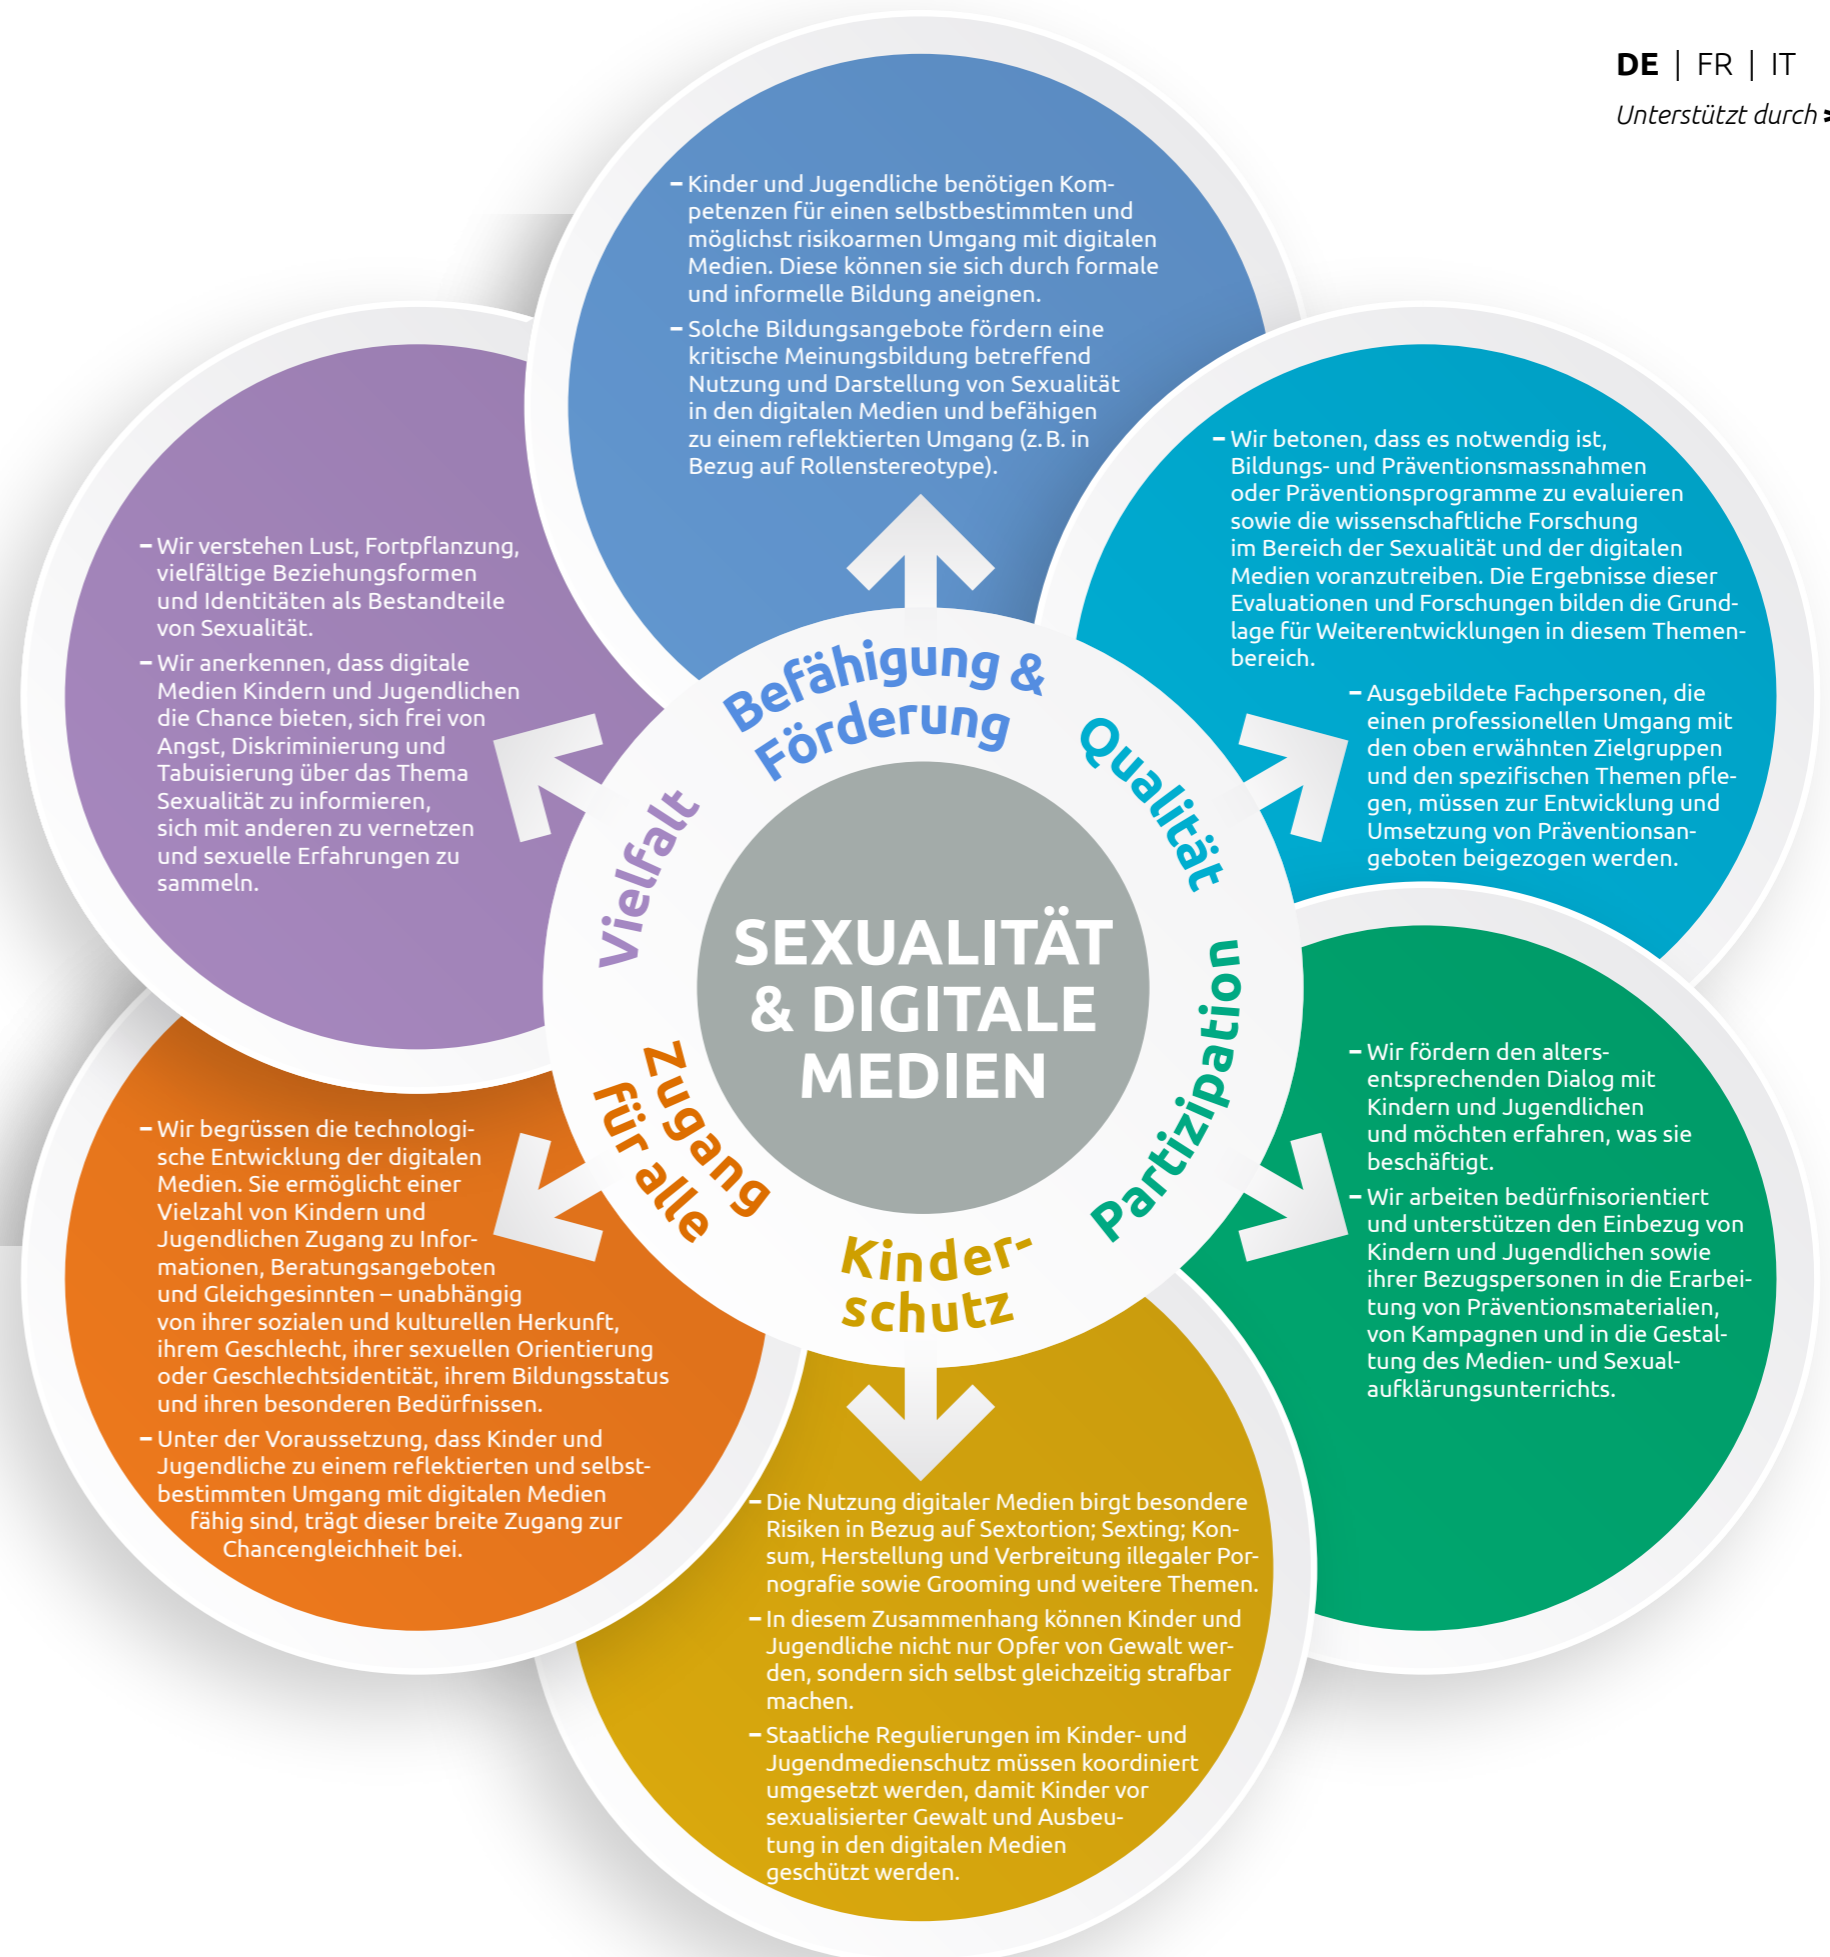 DE | FR | IT
Unterstützt durch >
– Kinder und Jugendliche benötigen Kom-
petenzen für einen selbstbestimmten und
möglichst risikoarmen Umgang mit digitalen
Medien. Diese können sie sich durch formale
und informelle Bildung aneignen.
– Solche Bildungsangebote fördern eine
kritische Meinungsbildung betreffend
Nutzung und Darstellung von Sexualität
in den digitalen Medien und befähigen
zu einem reflektierten Umgang (z. B. in
Bezug auf Rollenstereotype).
– Wir betonen, dass es notwendig ist,
Bildungs- und Präventionsmassnahmen
oder Präventionsprogramme zu evaluieren
sowie die wissenschaftliche Forschung
im Bereich der Sexualität und der digitalen
Medien voranzutreiben. Die Ergebnisse dieser
Evaluationen und Forschungen bilden die Grund-
lage für Weiterentwicklungen in diesem Themen-
bereich.
– Ausgebildete Fachpersonen, die
einen professionellen Umgang mit
den oben erwähnten Zielgruppen
und den spezifischen Themen pfle-
gen, müssen zur Entwicklung und
Umsetzung von Präventionsan-
geboten beigezogen werden.
– Wir verstehen Lust, Fortpflanzung,
vielfältige Beziehungsformen
und Identitäten als Bestandteile
von Sexualität.
– Wir anerkennen, dass digitale
Medien Kindern und Jugendlichen
die Chance bieten, sich frei von
Angst, Diskriminierung und
Tabuisierung über das Thema
Sexualität zu informieren,
sich mit anderen zu vernetzen
und sexuelle Erfahrungen zu
sammeln.
Befähigung &
Förderung
Qualität
Vielfalt
SEXUALITÄT
& DIGITALE
MEDIEN
Partizipation
Zugang
für alle
Kinder-
schutz
– Wir fördern den alters-
entsprechenden Dialog mit
Kindern und Jugendlichen
und möchten erfahren, was sie
beschäftigt.
– Wir arbeiten bedürfnisorientiert
und unterstützen den Einbezug von
Kindern und Jugendlichen sowie
ihrer Bezugspersonen in die Erarbei-
tung von Präventionsmaterialien,
von Kampagnen und in die Gestal-
tung des Medien- und Sexual-
aufklärungsunterrichts.
– Wir begrüssen die technologi-
sche Entwicklung der digitalen
Medien. Sie ermöglicht einer
Vielzahl von Kindern und
Jugendlichen Zugang zu Infor-
mationen, Beratungsangeboten
und Gleichgesinnten – unabhängig
von ihrer sozialen und kulturellen Herkunft,
ihrem Geschlecht, ihrer sexuellen Orientierung
oder Geschlechtsidentität, ihrem Bildungsstatus
und ihren besonderen Bedürfnissen.
– Unter der Voraussetzung, dass Kinder und
Jugendliche zu einem reflektierten und selbst-
bestimmten Umgang mit digitalen Medien
fähig sind, trägt dieser breite Zugang zur
Chancengleichheit bei.
– Die Nutzung digitaler Medien birgt besondere
Risiken in Bezug auf Sextortion; Sexting; Kon-
sum, Herstellung und Verbreitung illegaler Por-
nografie sowie Grooming und weitere Themen.
– In diesem Zusammenhang können Kinder und
Jugendliche nicht nur Opfer von Gewalt wer-
den, sondern sich selbst gleichzeitig strafbar
machen.
– Staatliche Regulierungen im Kinder- und
Jugendmedienschutz müssen koordiniert
umgesetzt werden, damit Kinder vor
sexualisierter Gewalt und Ausbeu-
tung in den digitalen Medien
geschützt werden.